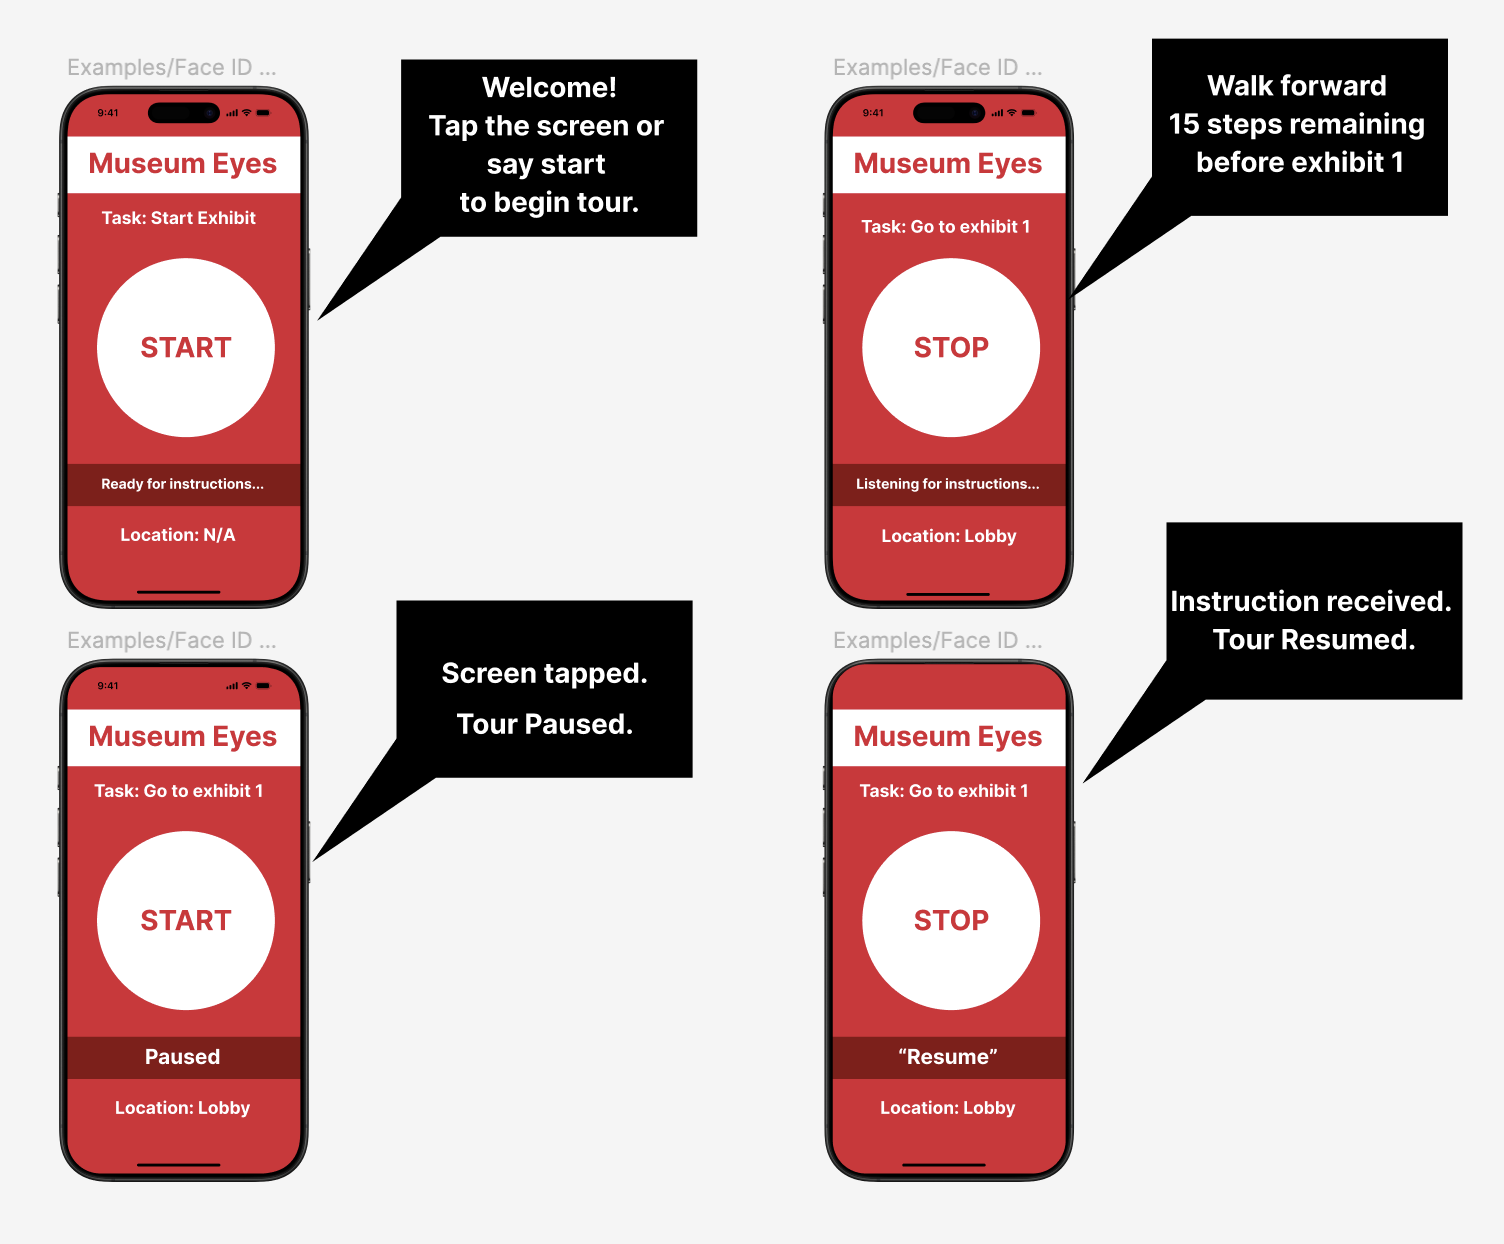 Examples/Face ID ...
9:41
Museum Eyes
Task: Start Exhibit
START
Ready for instructions...
Location: N/A
Welcome!
Tap the screen or
say start
to begin tour.
Examples/Face ID ...
9:41
Museum Eyes
Task: Go to exhibit 1
STOP
Listening for instructions...
Location: Lobby
Walk forward
15 steps remaining
before exhibit 1
Examples/Face ID ...
9:41
Museum Eyes
Task: Go to exhibit 1
START
Paused
Location: Lobby
Screen tapped.
Tour Paused.
Examples/Face ID ...
Museum Eyes
Task: Go to exhibit 1
STOP
“Resume”
Location: Lobby
Instruction received.
Tour Resumed.